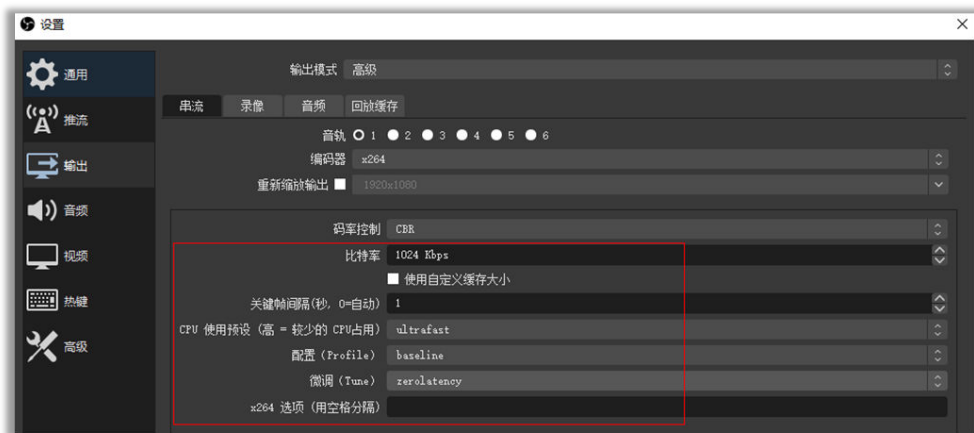 设置
通用
推流
输出
音频
视频
热键
高级
输出模式 高级
串流 录像 音频 回放缓存
音轨 1 2 3 4 5 6
编码器 x264
重新缩放输出 1920x1080
码率控制 CBR
比特率 1024 Kbps
使用自定义缓存大小
关键帧间隔(秒, 0=自动) 1
CPU 使用预设 (高 = 较少的 CPU占用) ultrafast
配置 (Profile) baseline
微调 (Tune) zerolatency
x264 选项 (用空格分隔)